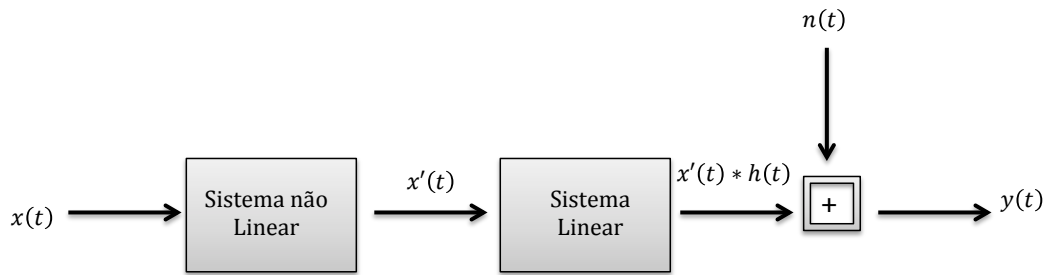 n(t)
x(t)
Sistema não
Linear
x′(t)
Sistema
Linear
x′(t) ∗ h(t)
+
y(t)